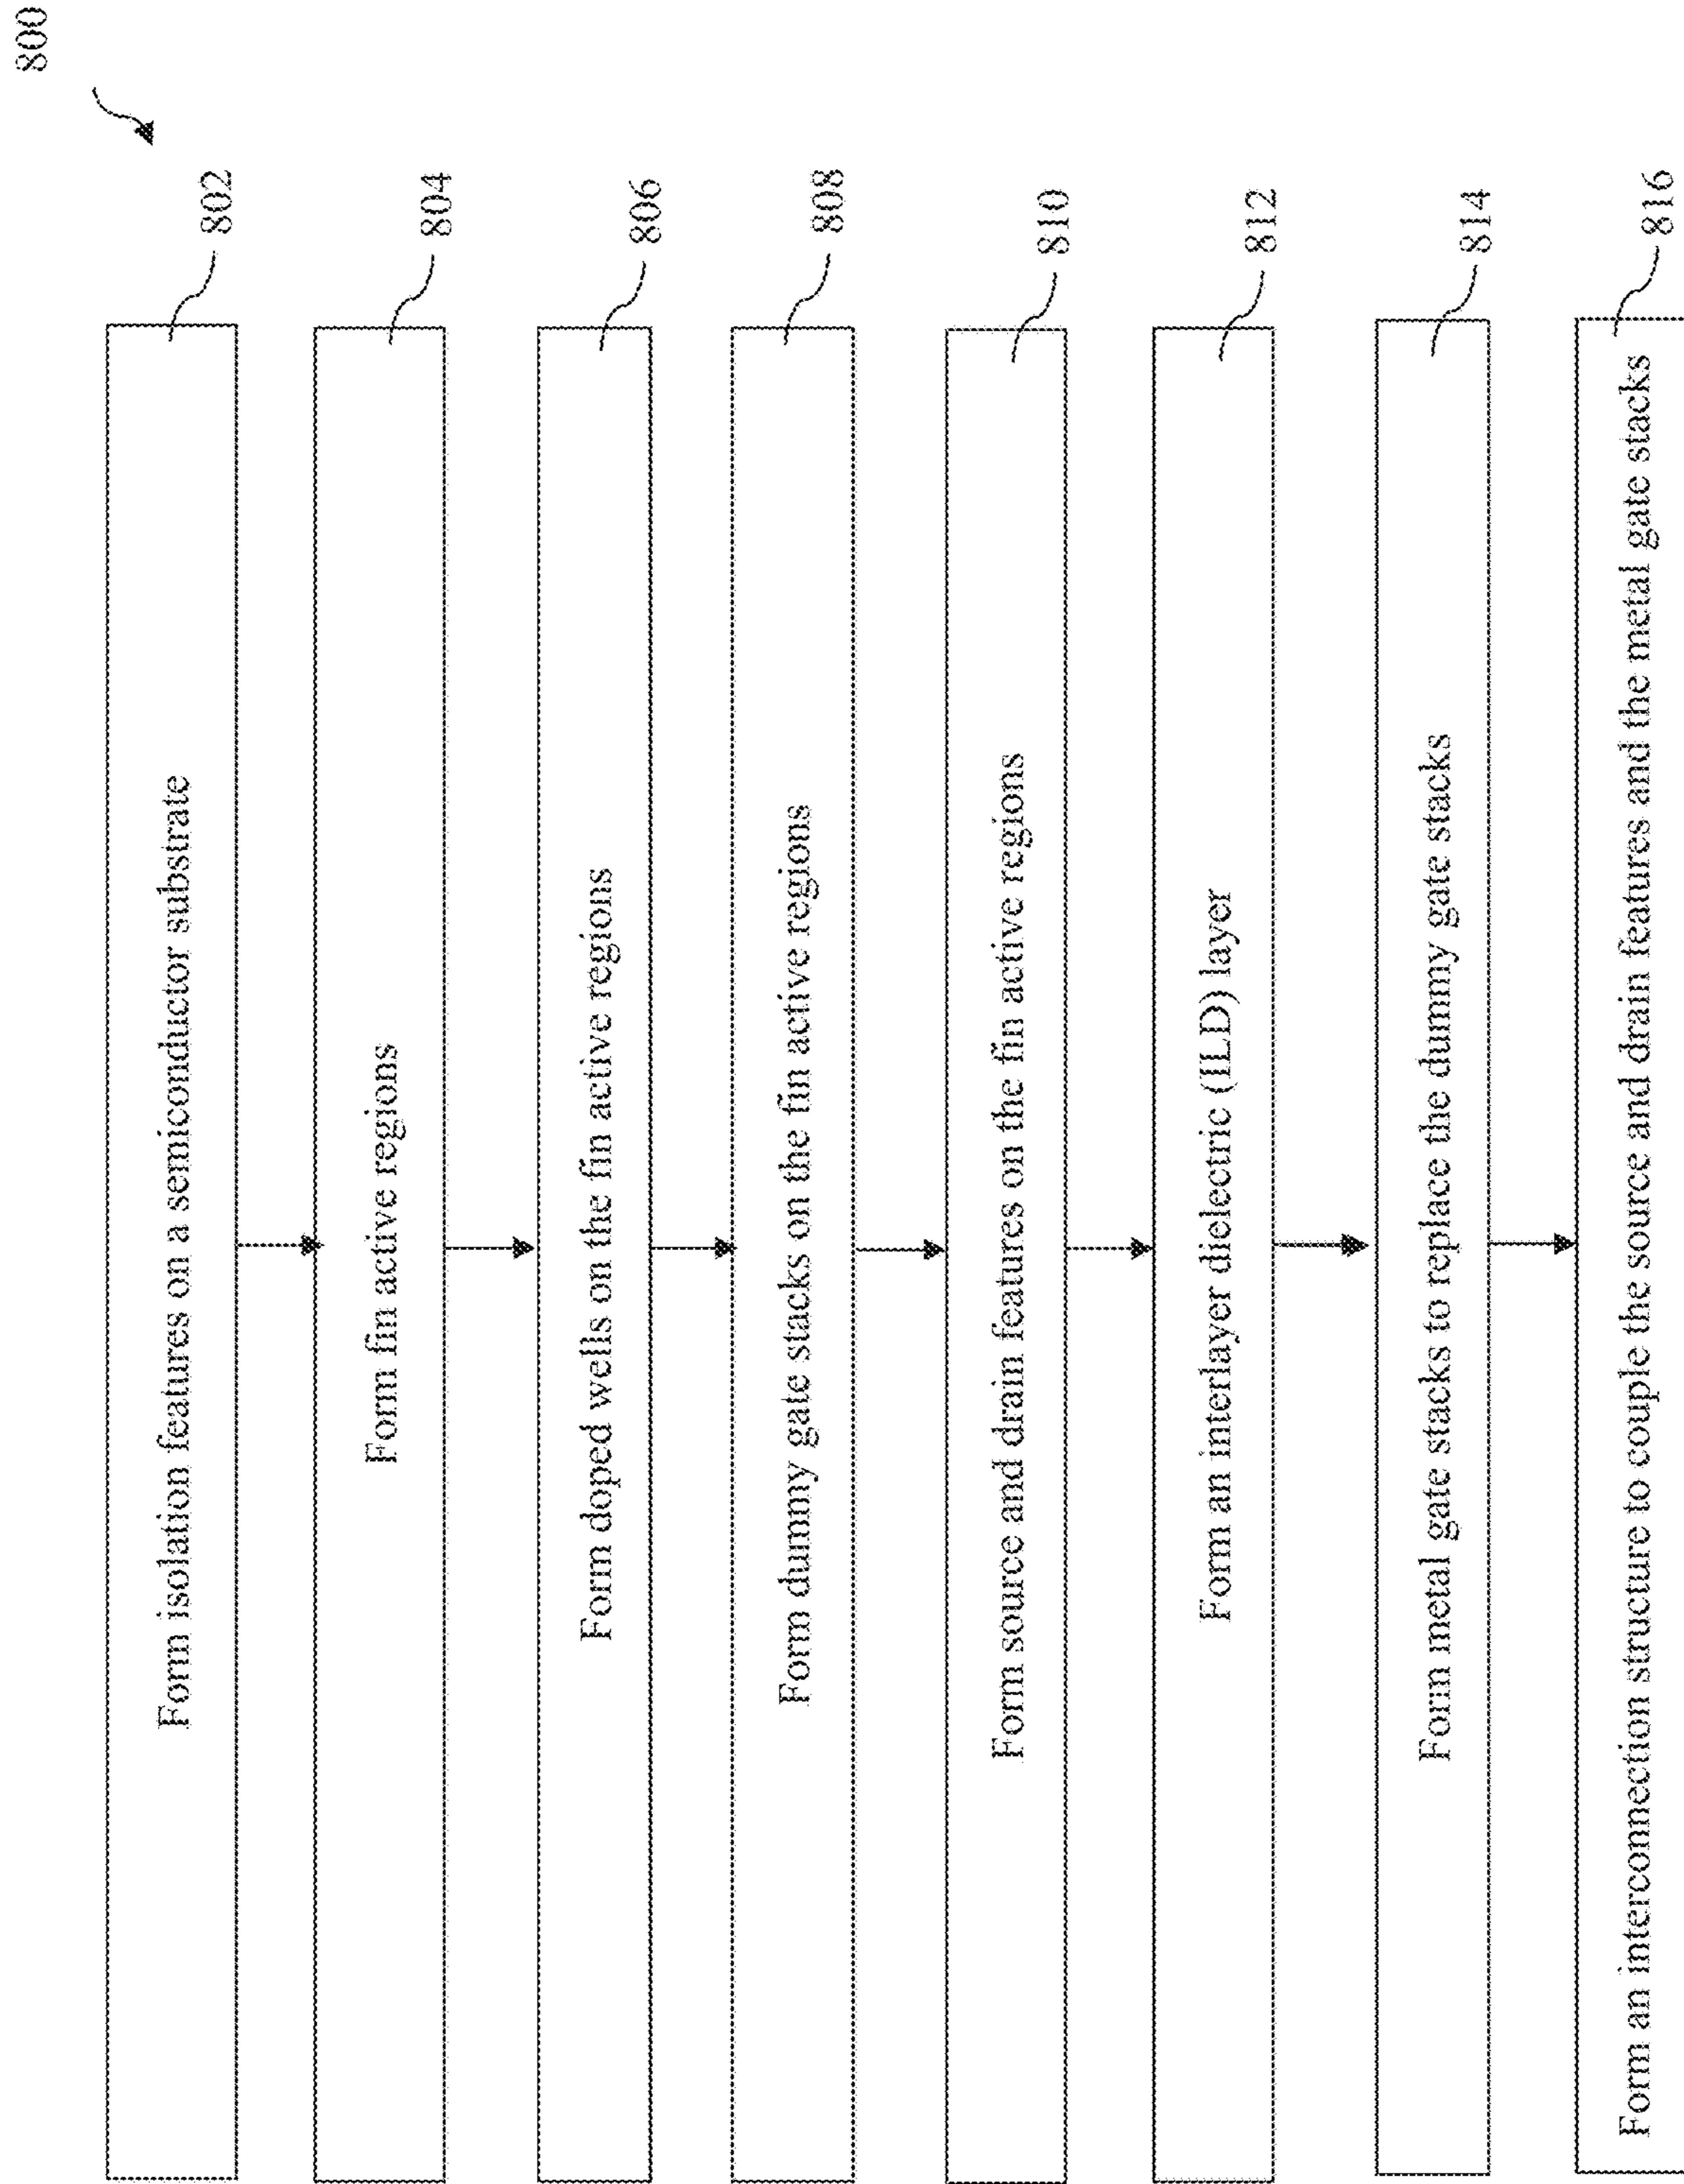 800
Form isolation features on a semiconductor substrate
802
Form fin active regions
804
Form doped wells on the fin active regions
806
Form dummy gate stacks on the fin active regions
808
Form source and drain features on the fin active regions
810
Form an interlayer dielectric (ILD) layer
812
Form metal gate stacks to replace the dummy gate stacks
814
Form an interconnection structure to couple the source and drain features and the metal gate stacks
816